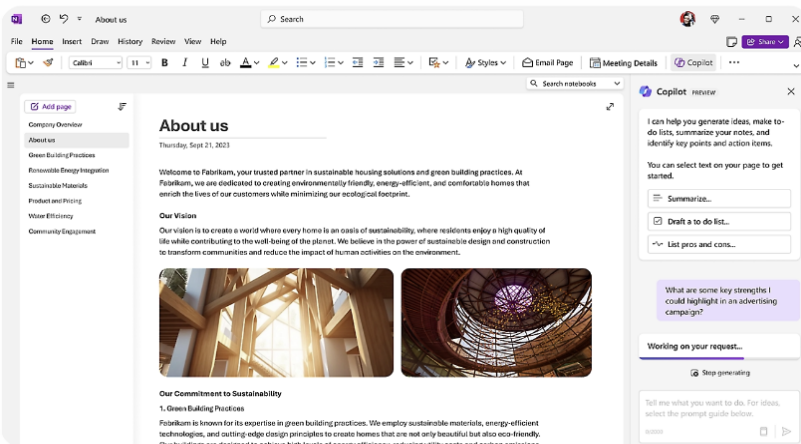 About us
Search
File Home Insert Draw History Review View Help
Share
Calibri 11 B I U ab A Styles Email Page Meeting Details Copilot
Search notebooks
Add page
Company Overview
About us
Green Building Practices
Renowable Energy Integration
Sustainable Materials
Product and Pricing
Water Efficiency
Community Engagement
About us
Thursday, Sept 21, 2023
Welcome to Fabrikam, your trusted partner in sustainable housing solutions and green building practices. At
Fabrikam, we are dedicated to creating environmentally friendly, energy-efficient, and comfortable homes that
enrich the lives of our customers while minimizing our ecological footprint.
Our Vision
Our vision is to create a world where every home is an oasis of sustainability, where residents enjoy a high quality of
life while contributing to the well-being of the planet. We believe in the power of sustainable design and construction
to transform communities and reduce the impact of human activities on the environment.
Our Commitment to Sustainability
1. Green Building Practices
Fabrikam is known for its expertise in green building practices. We employ sustainable materials, energy-efficient
technologies, and cutting-edge design principles to create homes that are not only beautiful but also eco-friendly.
Copilot PREVIEW
I can help you generate ideas, make to-
do lists, summarize your notes, and
identify key points and action items.
You can select text on your page to get
started.
Summarize...
Draft a to do list...
List pros and cons...
What are some key strengths I
could highlight in an advertising
campaign?
Working on your request...
Stop generating
Tell me what you want to do. For ideas,
select the prompt guide below.